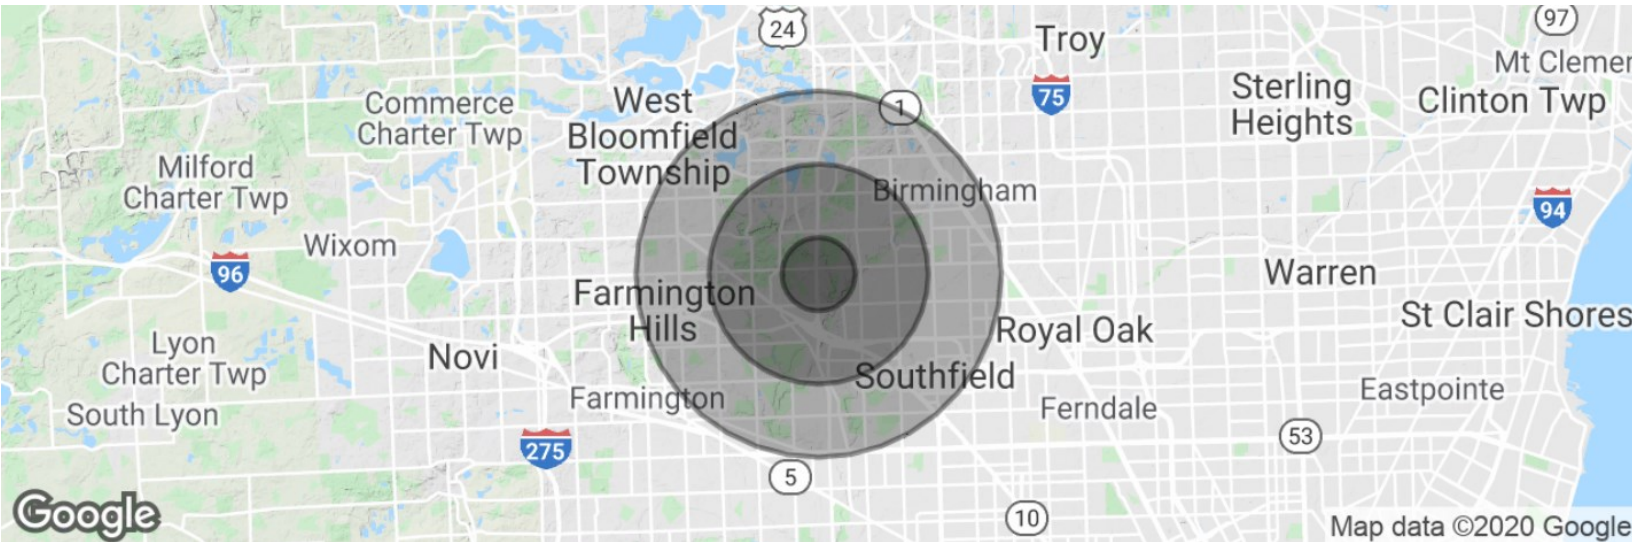 97
24
Troy
Mt Clemen
75
Sterling
Heights
Clinton Twp
West
Bloomfield
Township
1
Commerce
Charter Twp
Milford
Charter Twp
Birmingham
94
Wixom
96
Warren
Farmington
Hills
St Clair Shores
Royal Oak
Lyon
Charter Twp
Novi
Southfield
Eastpointe
Farmington
Ferndale
South Lyon
53
275
5
Google
10
Map data ©2020 Google